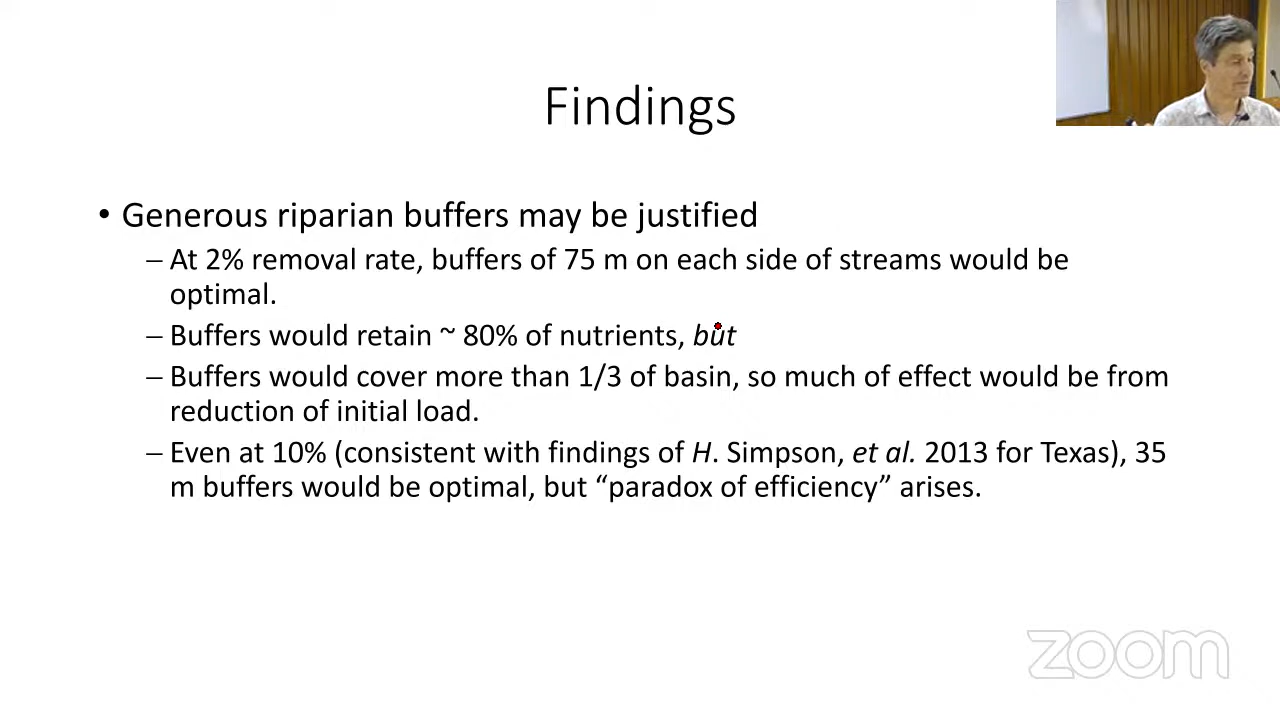 Findings
• Generous riparian buffers may be justified
– At 2% removal rate, buffers of 75 m on each side of streams would be
optimal.
– Buffers would retain ~ 80% of nutrients, but
– Buffers would cover more than 1/3 of basin, so much of effect would be from
reduction of initial load.
– Even at 10% (consistent with findings of H. Simpson, et al. 2013 for Texas), 35
m buffers would be optimal, but “paradox of efficiency” arises.
zoom